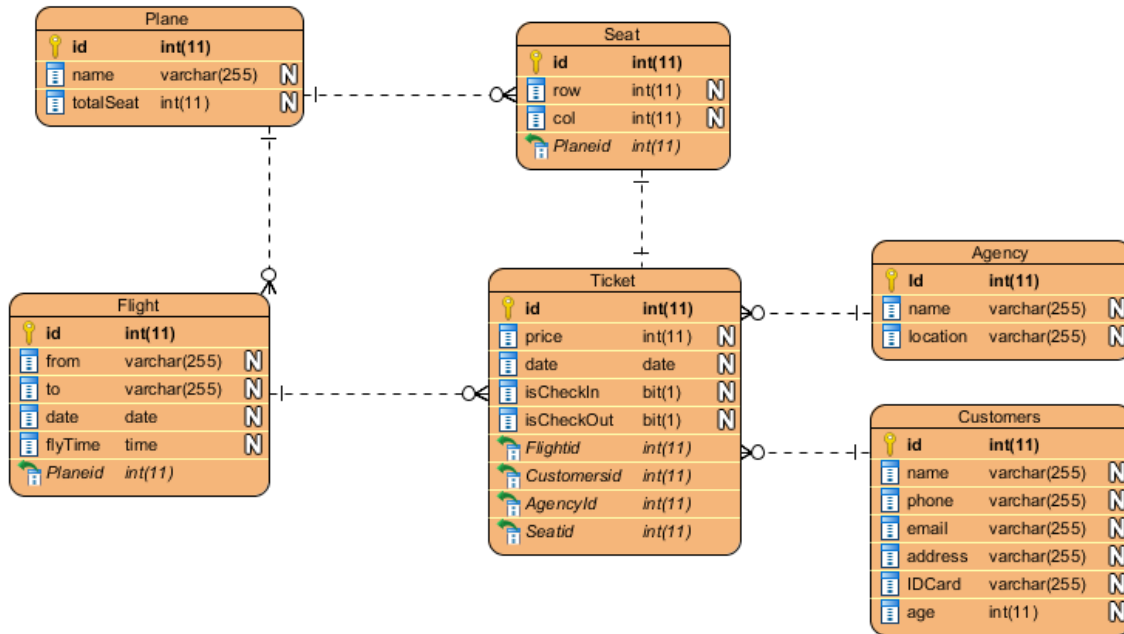 Plane
id int(11)
name varchar(255) N
totalSeat int(11) N
Seat
id int(11)
row int(11) N
col int(11) N
Planeid int(11)
Flight
id int(11)
from varchar(255) N
to varchar(255) N
date date N
flyTime time N
Planeid int(11)
Ticket
id int(11)
price int(11) N
date date N
isCheckIn bit(1) N
isCheckOut bit(1) N
Flightid int(11)
Customersid int(11)
AgencyId int(11)
Seatid int(11)
Agency
Id int(11)
name varchar(255) N
location varchar(255) N
Customers
id int(11)
name varchar(255) N
phone varchar(255) N
email varchar(255) N
address varchar(255) N
IDCard varchar(255) N
age int(11) N